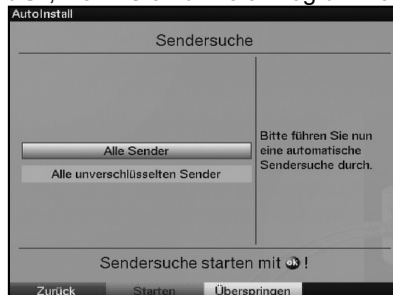 AutoInstall
Sendersuche
Alle Sender
Alle unverschlüsselten Sender
Bitte führen Sie nun
eine automatische
Sendersuche durch.
Sendersuche starten mit ok !
Zurück Starten Überspringen